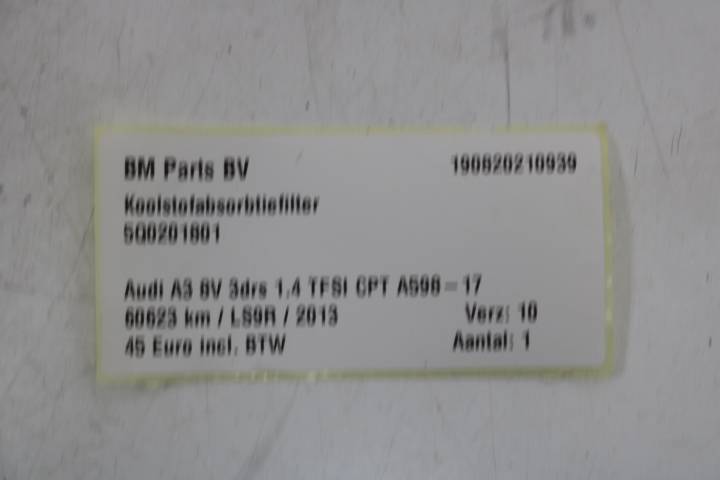 BM Parts BV 190820210939
Koolstofabsorbtiefilter
5Q0201801
Audi A3 8V 3drs 1.4 TFSI CPT A598-17
60623 km / LS9R / 2013 Verz: 10
45 Euro incl. BTW Aantal: 1